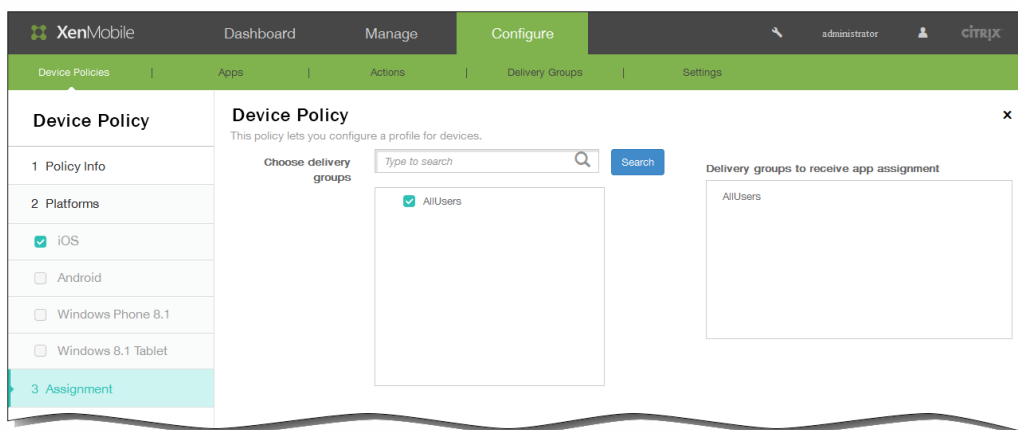 XenMobile Dashboard Manage Configure administrator CİTRIX
Device Policies | Apps | Actions | Delivery Groups | Settings
Device Policy
1 Policy Info
2 Platforms
iOS
Android
Windows Phone 8.1
Windows 8.1 Tablet
3 Assignment
Device Policy x
This policy lets you configure a profile for devices.
Choose delivery groups
Type to search
Search
AllUsers
Delivery groups to receive app assignment
AllUsers